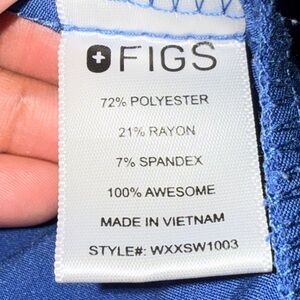 FIGS
72% POLYESTER
21% RAYON
7% SPANDEX
100% AWESOME
MADE IN VIETNAM
STYLE#: WXXSW1003